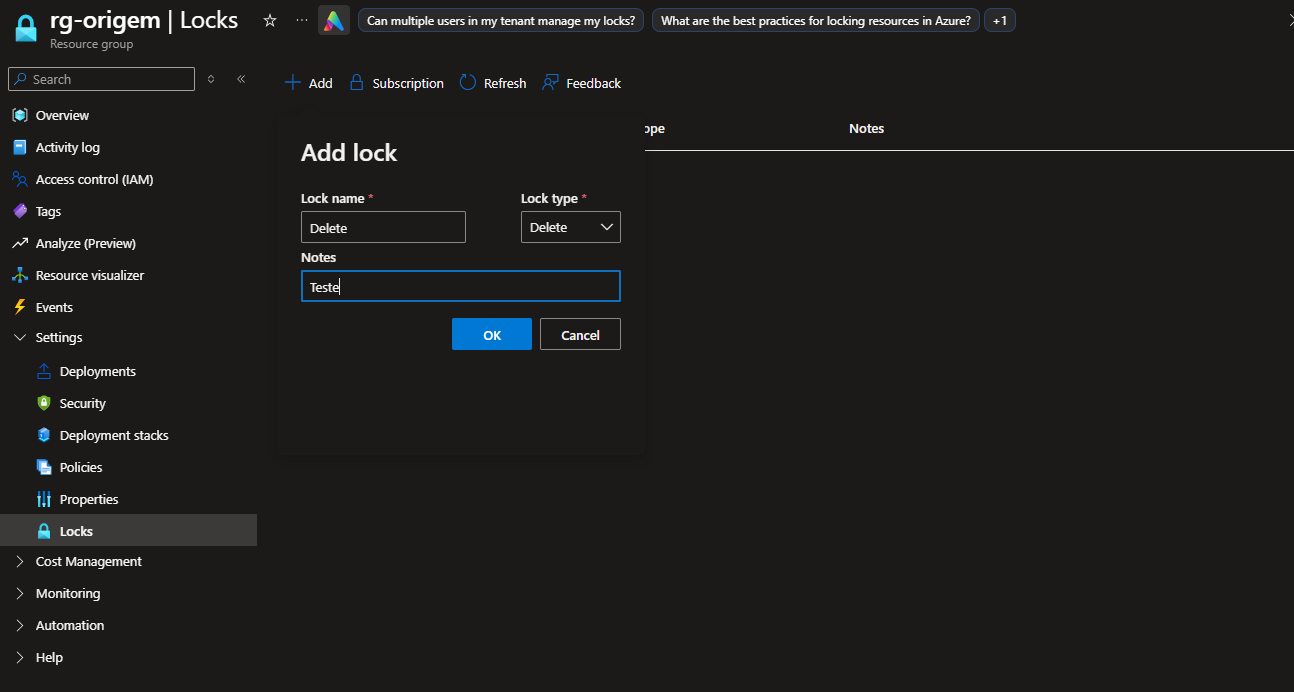 rg-origem | Locks
Resource group
Can multiple users in my tenant manage my locks?
What are the best practices for locking resources in Azure?
+1
Search
Add
Subscription
Refresh
Feedback
Overview
Activity log
Access control (IAM)
Tags
Analyze (Preview)
Resource visualizer
Events
Settings
Deployments
Security
Deployment stacks
Policies
Properties
Locks
Cost Management
Monitoring
Automation
Help
ope
Notes
Add lock
Lock name *
Lock type *
Delete
Delete
Notes
Teste
OK
Cancel